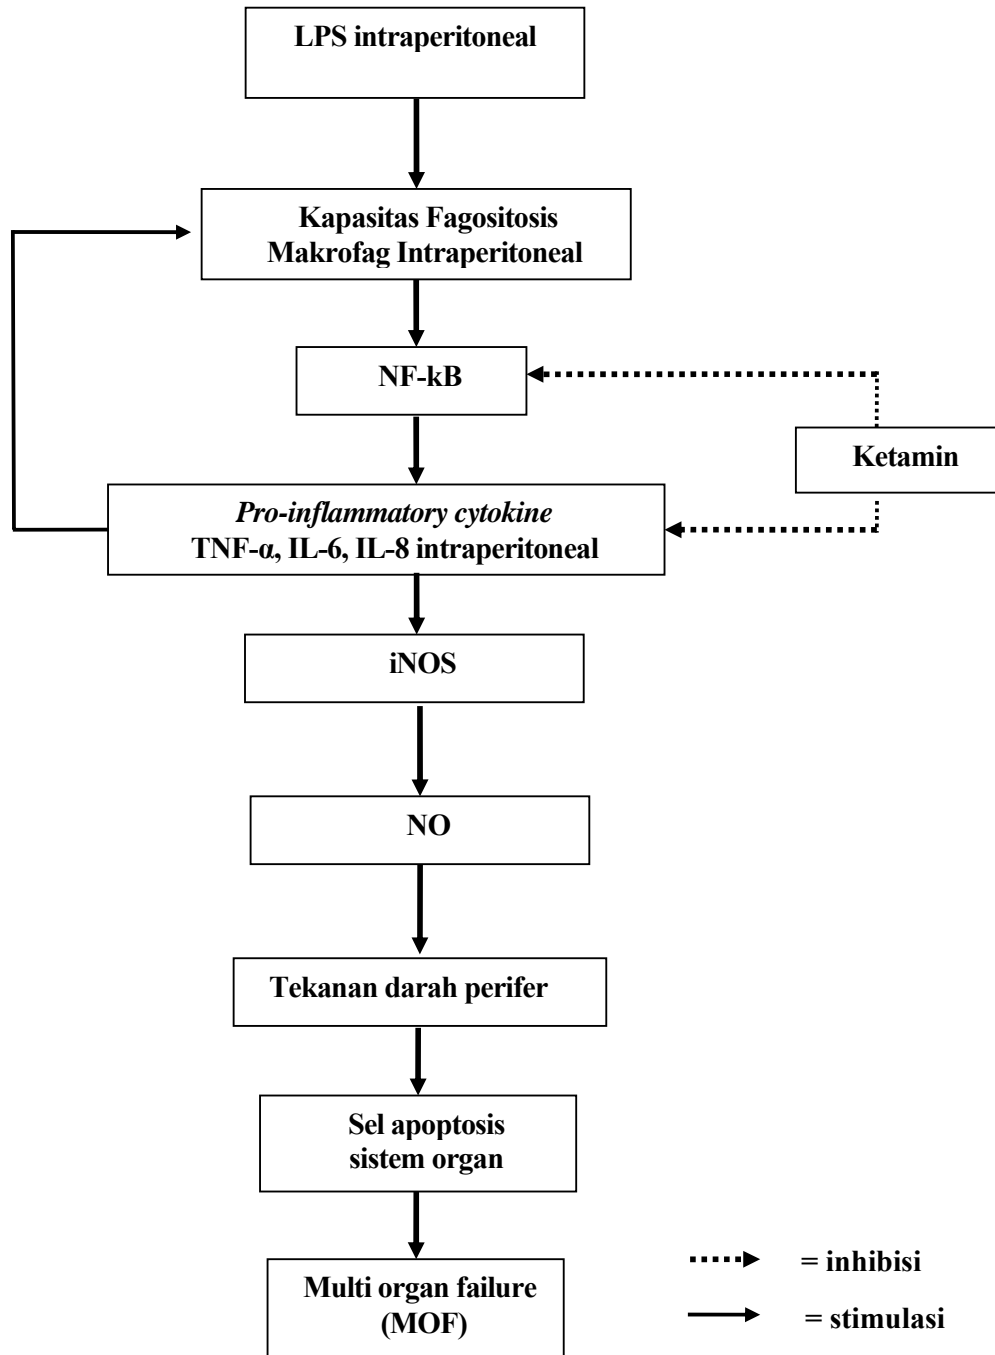 LPS intraperitoneal
Kapasitas Fagositosis
Makrofag Intraperitoneal
NF-kB
Ketamin
Pro-inflammatory cytokine
TNF-α, IL-6, IL-8 intraperitoneal
iNOS
NO
Tekanan darah perifer
Sel apoptosis
sistem organ
Multi organ failure
(MOF)
= inhibisi
= stimulasi